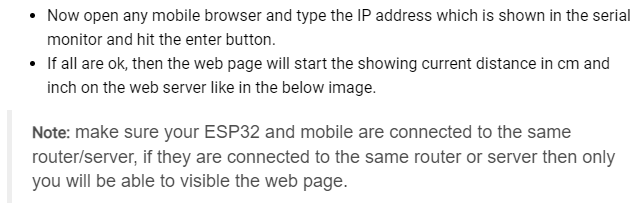 • Now open any mobile browser and type the IP address which is shown in the serial
monitor and hit the enter button.
• If all are ok, then the web page will start the showing current distance in cm and
inch on the web server like in the below image.
Note: make sure your ESP32 and mobile are connected to the same
router/server, if they are connected to the same router or server then only
you will be able to visible the web page.